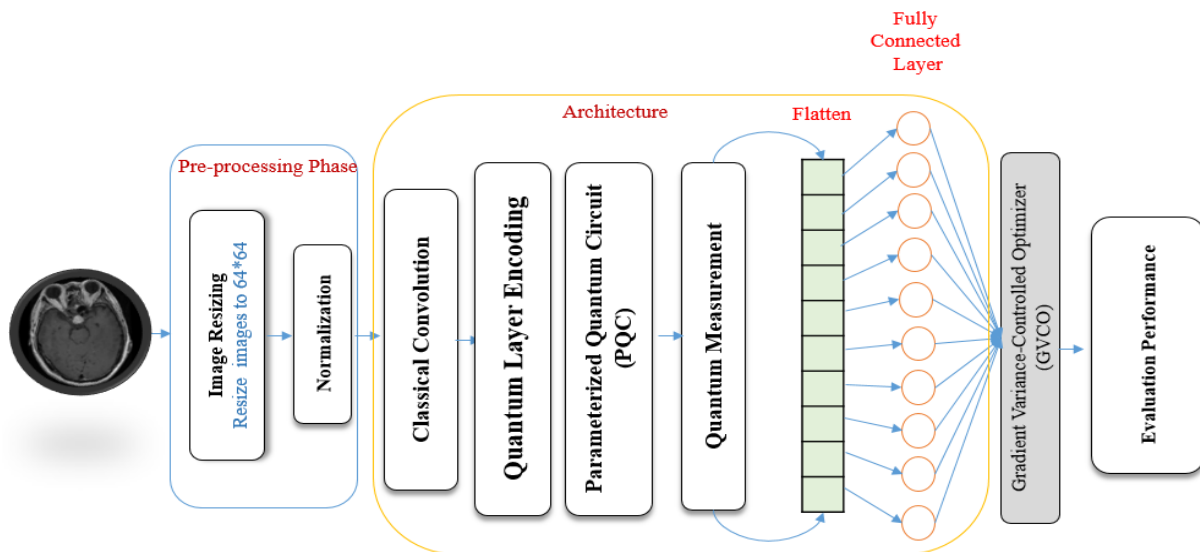 Fully
Connected
Layer
Architecture
Flatten
Pre-processing Phase
Image Resizing
Resize images to 64*64
Normalization
Classical Convolution
Quantum Layer Encoding
Parameterized Quantum Circuit
(PQC)
Quantum Measurement
Gradient Variance-Controlled Optimizer
(GVCO)
Evaluation Performance